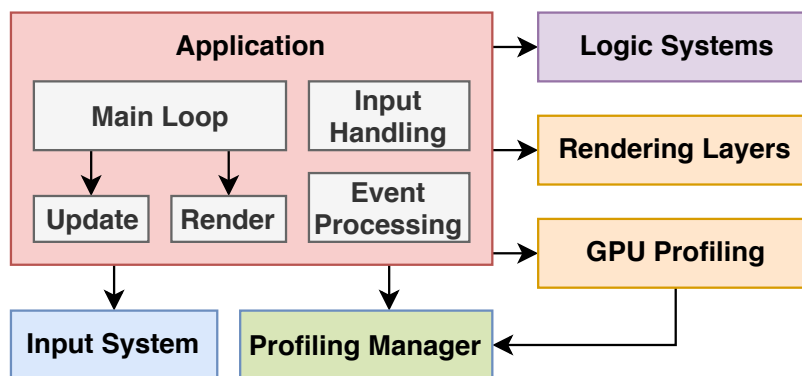 Application
Main Loop
Update
Render
Input
Handling
Event
Processing
Logic Systems
Rendering Layers
GPU Profiling
Input System
Profiling Manager